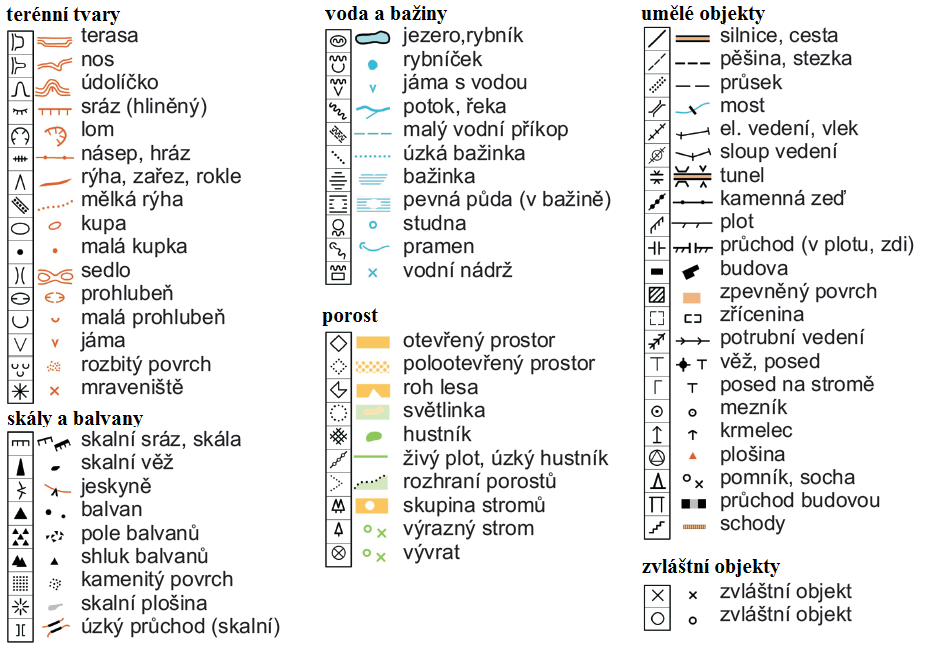 terénní tvary
terasa
nos
údolíčko
sráz (hliněný)
lom
násep, hráz
rýha, zářez, rokle
mělká rýha
kupa
malá kupka
sedlo
prohlubeň
malá prohlubeň
jáma
rozbitý povrch
mraveniště
skály a balvany
skalní sráz, skála
skalní věž
jeskyně
balvan
pole balvanů
shluk balvanů
kamenitý povrch
skalní plošina
úzký průchod (skalní)
voda a bažiny
jezero,rybník
rybníček
jáma s vodou
potok, řeka
malý vodní příkop
úzká bažinka
bažinka
pevná půda (v bažině)
studna
pramen
vodní nádrž
porost
otevřený prostor
polootevřený prostor
roh lesa
světlinka
hustník
živý plot, úzký hustník
rozhraní porostů
skupina stromů
výrazný strom
vývrat
umělé objekty
silnice, cesta
pěšina, stezka
průsek
most
el. vedení, vlek
sloup vedení
tunel
kamenná zeď
plot
průchod (v plotu, zdi)
budova
zpevněný povrch
zřícenina
potrubní vedení
věž, posed
posed na stromě
mezník
krmelec
plošina
pomník, socha
průchod budovou
schody
zvláštní objekty
zvláštní objekt
zvláštní objekt